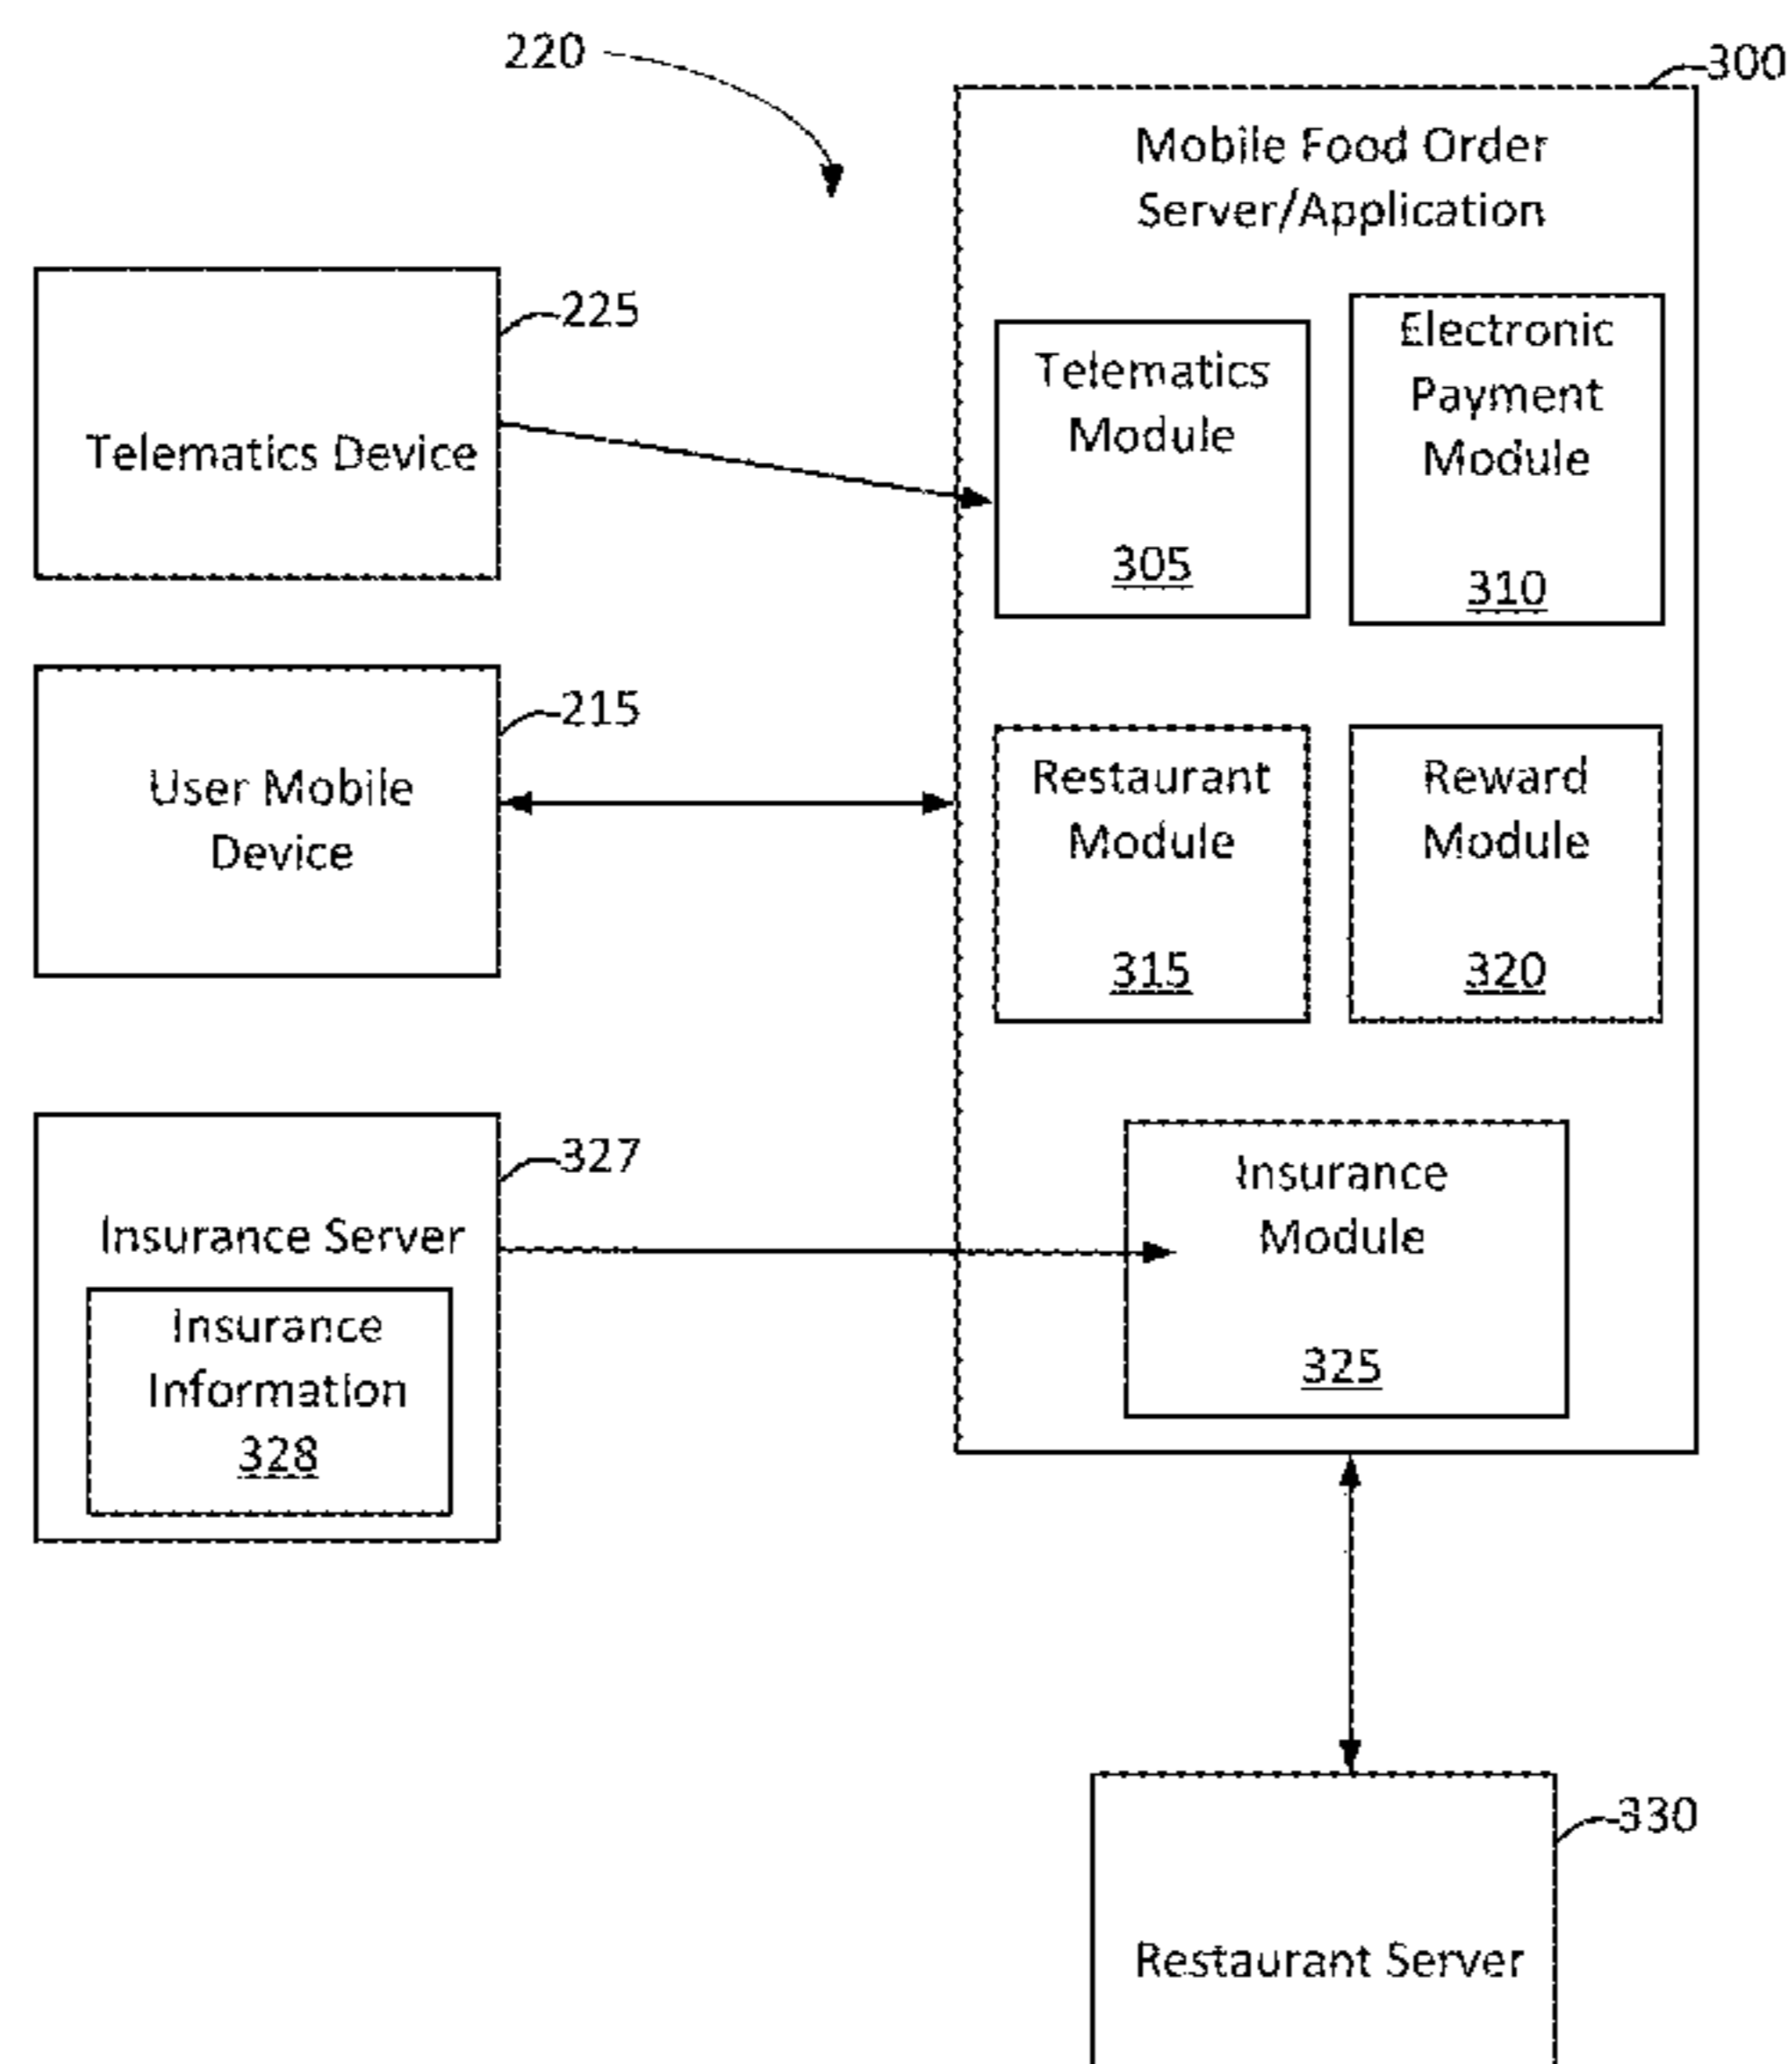 220
300
Mobile Food Order
Server/Application
225
Telematics Device
Telematics
Module
305
Electronic
Payment
Module
310
215
User Mobile
Device
Restaurant
Module
315
Reward
Module
320
327
Insurance Server
Insurance
Information
328
Insurance
Module
325
330
Restaurant Server